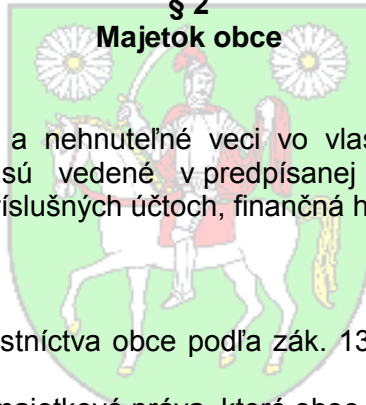 § 2
Majetok obce
a nehnuteľné veci vo vlas
sú vedené v predpísanej
ríslušných účtoch, finančná h
stníctva obce podľa zák. 13
majetkové práva, ktoré obec